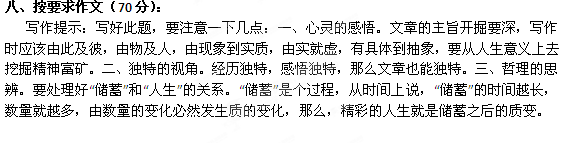 八、按要求作文（70分）：
写作提示：写好此题，要注意一下几点：一、心灵的感悟。文章的主旨开掘要深，写作
时应该由此及彼，由物及人，由现象到实质，由实就虚，有具体到抽象，要从人生意义上去
挖掘精神富矿。二、独特的视角。经历独特，感悟独特，那么文章也能独特。三、哲理的思
辨。要处理好“储蓄”和“人生”的关系。“储蓄”是个过程，从时间上说，“储蓄”的时间越长，
数量就越多，由数量的变化必然发生质的变化，那么，精彩的人生就是储蓄之后的质变。